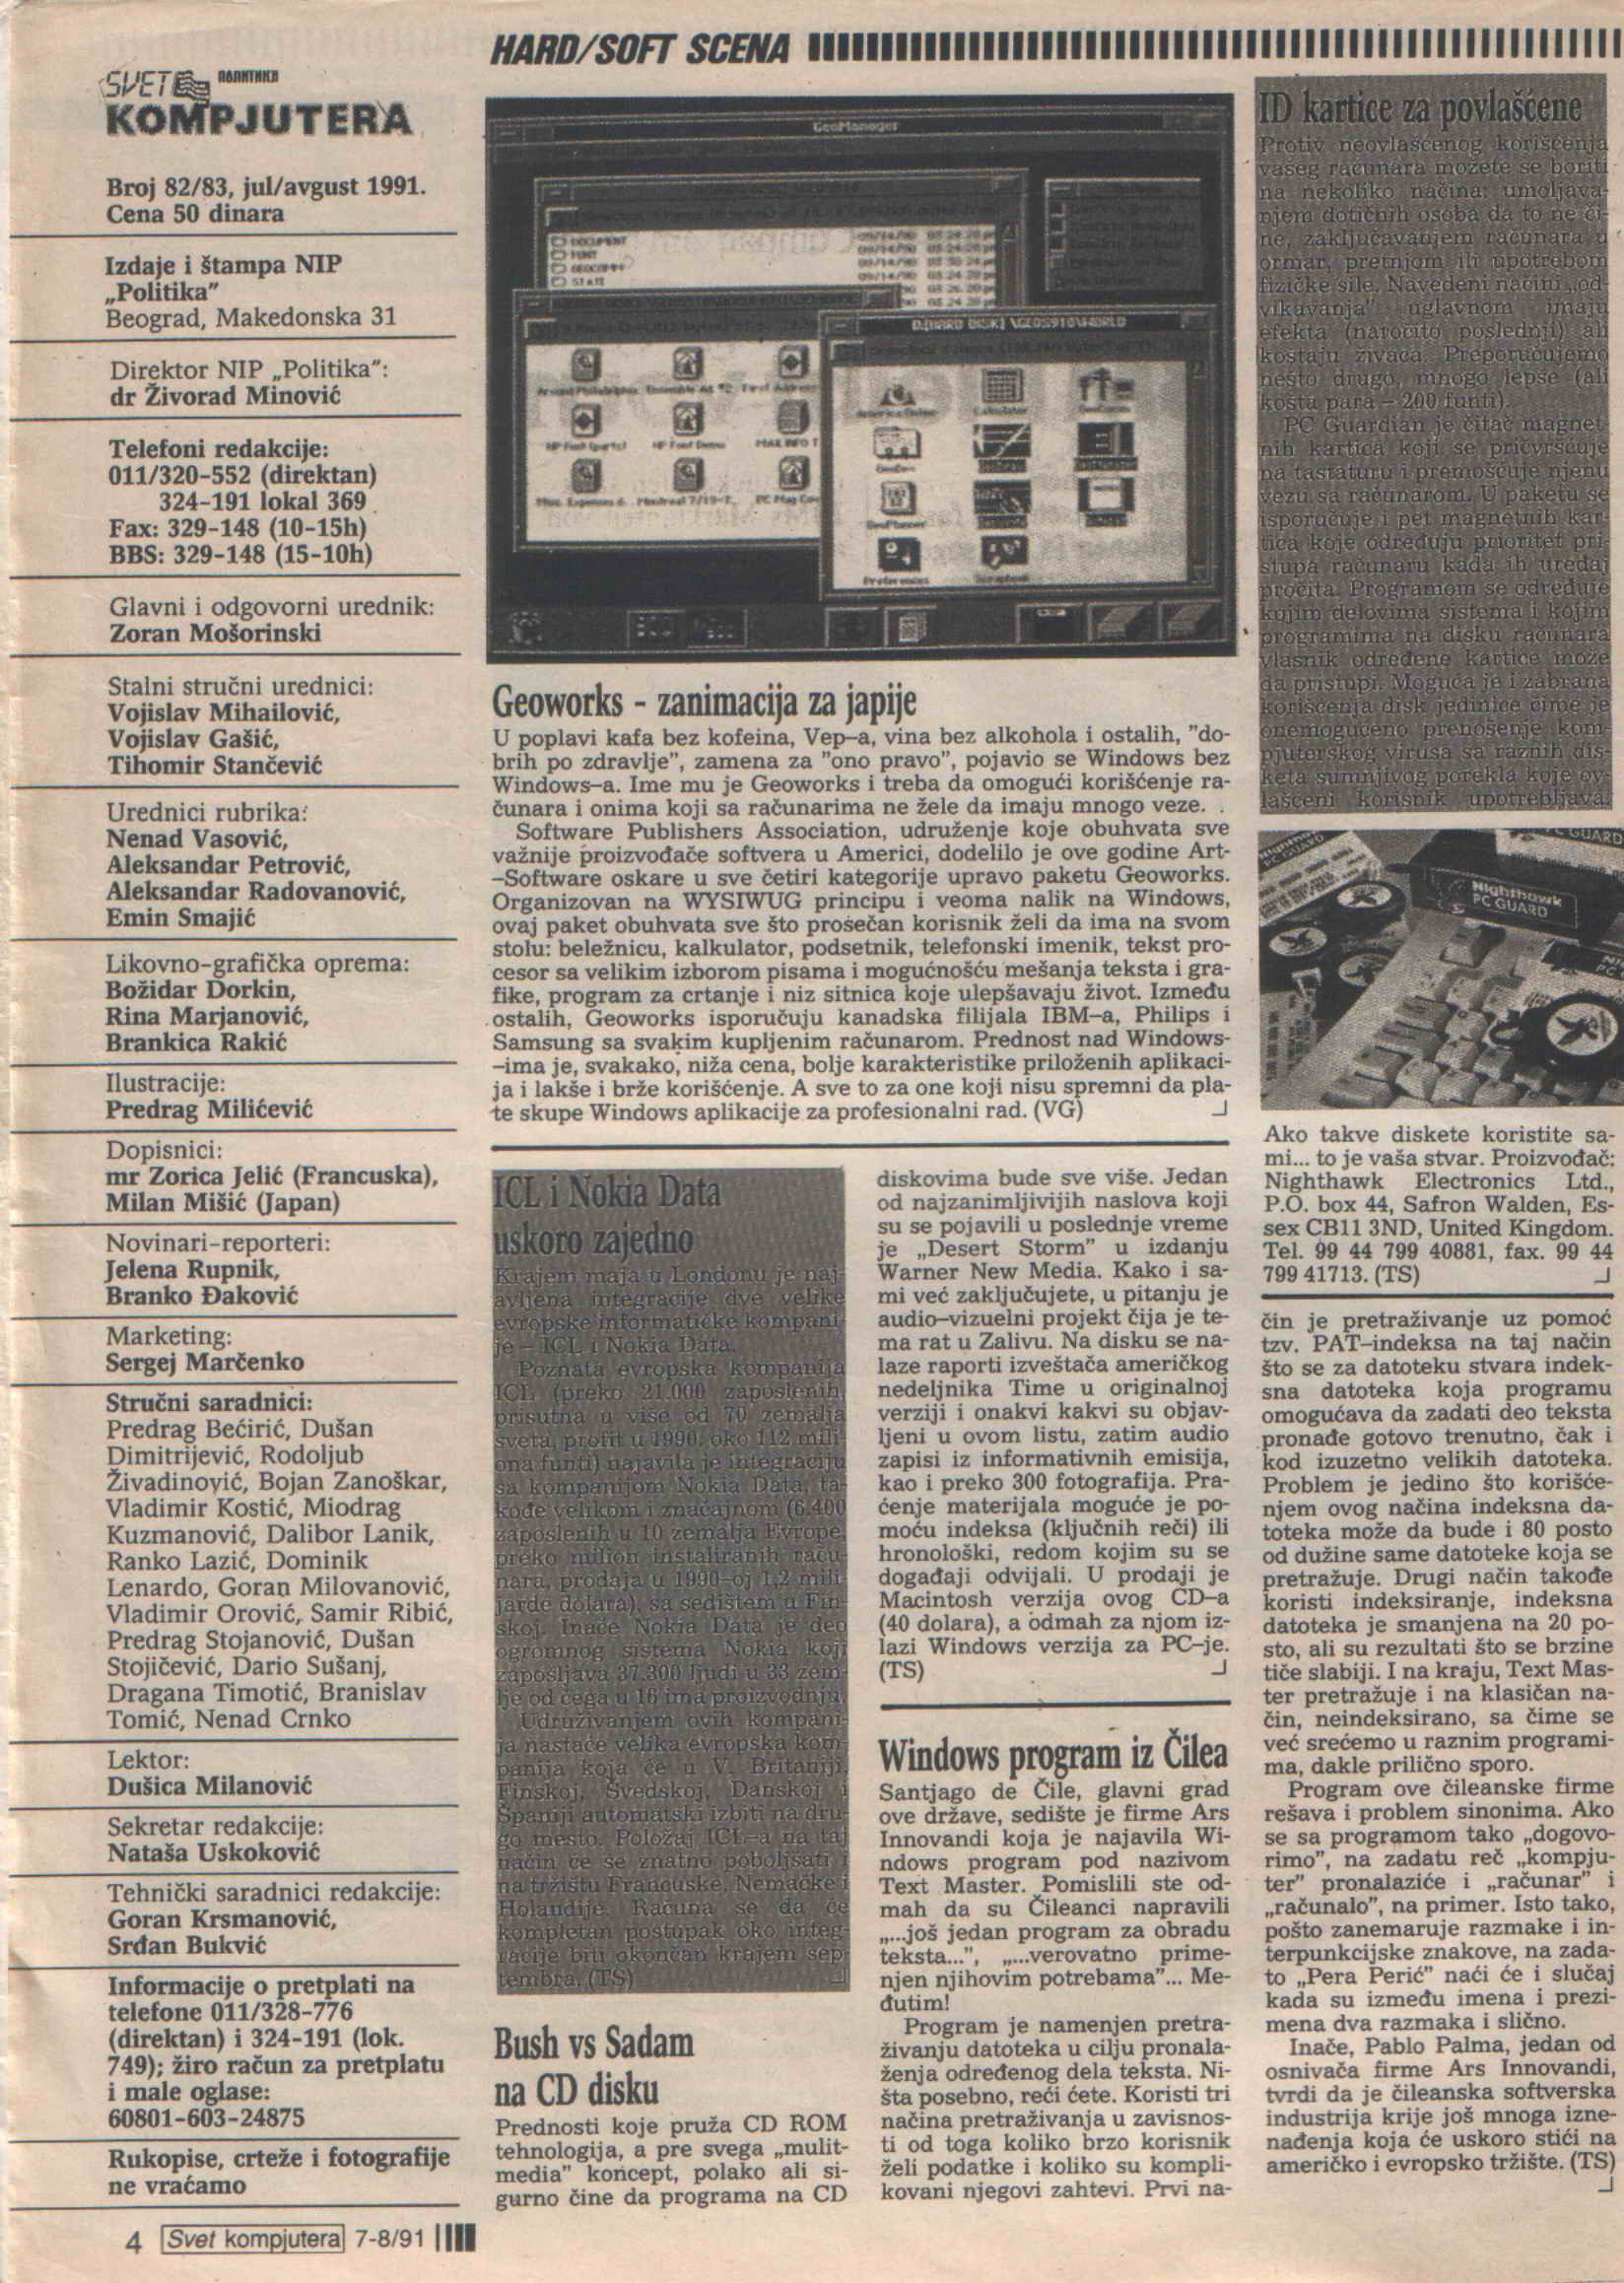 HARD/SOFT SCENA
SVET
ПОЛИТИКА
KOMPJUTERA
Broj 82/83, jul/avgust 1991.
Cena 50 dinara
Izdaje i štampa NIP
„Politika”
Beograd, Makedonska 31
Direktor NIP „Politika”:
dr Živorad Minović
Telefoni redakcije:
011/320-552 (direktan)
324-191 lokal 369
Fax: 329-148 (10-15h)
BBS: 329-148 (15-10h)
Glavni i odgovorni urednik:
Zoran Mošorinski
Stalni stručni urednici:
Vojislav Mihailović,
Vojislav Gašić,
Tihomir Stančević
Urednici rubrika:
Nenad Vasović,
Aleksandar Petrović,
Aleksandar Radovanović,
Emin Smajić
Likovno-grafička oprema:
Božidar Dorkin,
Rina Marjanović,
Brankica Rakić
Ilustracije:
Predrag Milićević
Dopisnici:
mr Zorica Jelić (Francuska),
Milan Mišić (Japan)
Novinari-reporteri:
Jelena Rupnik,
Branko Đaković
Marketing:
Sergej Marčenko
Stručni saradnici:
Predrag Bećirić, Dušan
Dimitrijević, Rodoljub
Živadinović, Bojan Zanoškar,
Vladimir Kostić, Miodrag
Kuzmanović, Dalibor Lanik,
Ranko Lazić, Dominik
Lenardo, Goran Milovanović,
Vladimir Orović, Samir Ribić,
Predrag Stojanović, Dušan
Stojičević, Dario Sušanj,
Dragana Timotić, Branislav
Tomić, Nenad Crnko
Lektor:
Dušica Milanović
Sekretar redakcije:
Nataša Uskoković
Tehnički saradnici redakcije:
Goran Krsmanović,
Srđan Bukvić
Informacije o pretplati na
telefone 011/328-776
(direktan) i 324-191 (lok.
749); žiro račun za pretplatu
i male oglase:
60801-603-24875
Rukopise, crteže i fotografije
ne vraćamo
GeoManager
DOCUMENT
FONT
GEOCOMM
STATE
D:[HARD DISK] \GEOS910\WORLD
Calculator
Preferences
Scrapbook
Geoworks - zanimacija za japije
U poplavi kafa bez kofeina, Vep-a, vina bez alkohola i ostalih, "do-
brih po zdravlje", zamena za "ono pravo", pojavio se Windows bez
Windows-a. Ime mu je Geoworks i treba da omogući korišćenje ra-
čunara i onima koji sa računarima ne žele da imaju mnogo veze.
Software Publishers Association, udruženje koje obuhvata sve
važnije proizvođače softvera u Americi, dodelilo je ove godine Art-
-Software oskare u sve četiri kategorije upravo paketu Geoworks.
Organizovan na WYSIWUG principu i veoma nalik na Windows,
ovaj paket obuhvata sve što prosečan korisnik želi da ima na svom
stolu: beležnicu, kalkulator, podsetnik, telefonski imenik, tekst pro-
cesor sa velikim izborom pisama i mogućnošću mešanja teksta i gra-
fike, program za crtanje i niz sitnica koje ulepšavaju život. Između
ostalih, Geoworks isporučuju kanadska filijala IBM-a, Philips i
Samsung sa svakim kupljenim računarom. Prednost nad Windows-
-ima je, svakako, niža cena, bolje karakteristike priloženih aplikaci-
ja i lakše i brže korišćenje. A sve to za one koji nisu spremni da pla-
te skupe Windows aplikacije za profesionalni rad. (VG)
ICL i Nokia Data
uskoro zajedno
Krajem maja u Londonu je naj-
avljena integracije dve velike
evropske informatičke kompani-
je – ICL i Nokia Data.
Poznata evropska kompanija
ICL (preko 21.000 zaposlenih,
prisutna u više od 70 zemalja
sveta, profit u 1990. oko 112 mili-
ona funti) najavila je integraciju
sa kompanijom Nokia Data, ta-
kođe velikom i značajnom (6.400
zaposlenih u 10 zemalja Evrope,
preko milion instaliranih raču-
nara, prodaja u 1990-oj 1,2 mili-
jarde dolara), sa sedištem u Fin-
skoj. Inače Nokia Data je deo
ogromnog sistema Nokia koji
zapošljava 37.300 ljudi u 33 zem-
lje od čega u 16 ima proizvodnju.
Udruživanjem ovih kompani-
ja nastaće velika evropska kom-
panija koja će u V. Britaniji,
Finskoj, Švedskoj, Danskoj i
Španiji automatski izbiti na dru-
go mesto. Položaj ICL-a na taj
način će se znatno poboljšati i
na tržištu Francuske, Nemačke i
Holandije. Računa se da će
kompletan postupak oko integ-
racije biti okončan krajem sep-
tembra. (TS)
Bush vs Sadam
na CD disku
Prednosti koje pruža CD ROM
tehnologija, a pre svega „mulit-
media” koncept, polako ali si-
gurno čine da programa na CD
diskovima bude sve više. Jedan
od najzanimljivijih naslova koji
su se pojavili u poslednje vreme
je „Desert Storm” u izdanju
Warner New Media. Kako i sa-
mi već zaključujete, u pitanju je
audio-vizuelni projekt čija je te-
ma rat u Zalivu. Na disku se na-
laze raporti izveštača američkog
nedeljnika Time u originalnoj
verziji i onakvi kakvi su objav-
ljeni u ovom listu, zatim audio
zapisi iz informativnih emisija,
kao i preko 300 fotografija. Pra-
ćenje materijala moguće je po-
moću indeksa (ključnih reči) ili
hronološki, redom kojim su se
događaji odvijali. U prodaji je
Macintosh verzija ovog CD-a
(40 dolara), a odmah za njom iz-
lazi Windows verzija za PC-je.
(TS)
Windows program iz Čilea
Santjago de Čile, glavni grad
ove države, sedište je firme Ars
Innovandi koja je najavila Wi-
ndows program pod nazivom
Text Master. Pomislili ste od-
mah da su Čileanci napravili
„...još jedan program za obradu
teksta...”, „...verovatno prime-
njen njihovim potrebama”... Me-
đutim!
Program je namenjen pretra-
živanju datoteka u cilju pronala-
ženja određenog dela teksta. Ni-
šta posebno, reći ćete. Koristi tri
načina pretraživanja u zavisnos-
ti od toga koliko brzo korisnik
želi podatke i koliko su kompli-
kovani njegovi zahtevi. Prvi na-
ID kartice za povlašćene
Protiv neovlašćenog korišćenja
vašeg računara možete se boriti
na nekoliko načina: umoljava-
njem dotičnih osoba da to ne či-
ne, zaključavanjem računara u
ormar, pretnjom ili upotrebom
fizičke sile. Navedeni načini „od-
vikavanja” uglavnom imaju
efekta (naročito poslednji) ali
koštaju živaca. Preporučujemo
nešto drugo, mnogo lepše (ali
košta para – 200 funti).
PC Guardian je čitač magnet-
nih kartica koji se pričvršćuje
na tastaturu i premošćuje njenu
vezu sa računarom. U paketu se
isporučuje i pet magnetnih kar-
tica koje određuju prioritet pri-
stupa računaru kada ih uređaj
pročita. Programom se određuje
kojim delovima sistema i kojim
programima na disku računara
vlasnik određene kartice može
da pristupi. Moguća je i zabrana
korišćenja disk jedinice čime je
onemogućeno prenošenje kom-
pjuterskog virusa sa raznih dis-
keta sumnjivog porekla koje ov-
lašćeni korisnik upotrebljava.
Nighthawk
PC GUARD
Ako takve diskete koristite sa-
mi... to je vaša stvar. Proizvođač:
Nighthawk Electronics Ltd.,
P.O. box 44, Safron Walden, Es-
sex CB11 3ND, United Kingdom.
Tel. 99 44 799 40881, fax. 99 44
799 41713. (TS)
čin je pretraživanje uz pomoć
tzv. PAT-indeksa na taj način
što se za datoteku stvara indek-
sna datoteka koja programu
omogućava da zadati deo teksta
pronađe gotovo trenutno, čak i
kod izuzetno velikih datoteka.
Problem je jedino što korišće-
njem ovog načina indeksna da-
toteka može da bude i 80 posto
od dužine same datoteke koja se
pretražuje. Drugi način takođe
koristi indeksiranje, indeksna
datoteka je smanjena na 20 po-
sto, ali su rezultati što se brzine
tiče slabiji. I na kraju, Text Mas-
ter pretražuje i na klasičan na-
čin, neindeksirano, sa čime se
već srećemo u raznim programi-
ma, dakle prilično sporo.
Program ove čileanske firme
rešava i problem sinonima. Ako
se sa programom tako „dogovo-
rimo”, na zadatu reč „kompju-
ter” pronalaziće i „računar” i
„računalo”, na primer. Isto tako,
pošto zanemaruje razmake i in-
terpunkcijske znakove, na zada-
to „Pera Perić” naći će i slučaj
kada su između imena i prezi-
mena dva razmaka i slično.
Inače, Pablo Palma, jedan od
osnivača firme Ars Innovandi,
tvrdi da je čileanska softverska
industrija krije još mnoga izne-
nađenja koja će uskoro stići na
američko i evropsko tržište. (TS)
4 Svet kompjutera 7-8/91